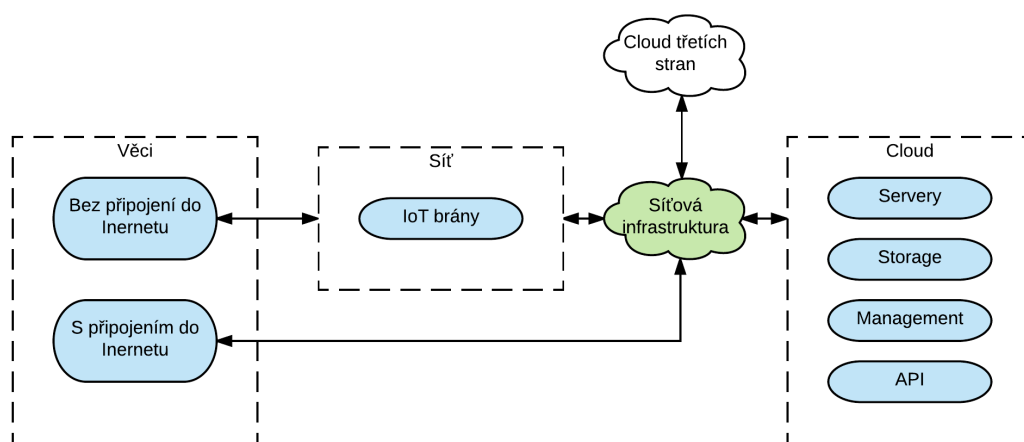 Cloud třetích
stran
Věci
Síť
Cloud
Bez připojení do
Inernetu
IoT brány
Síťová
infrastruktura
Servery
Storage
S připojením do
Inernetu
Management
API